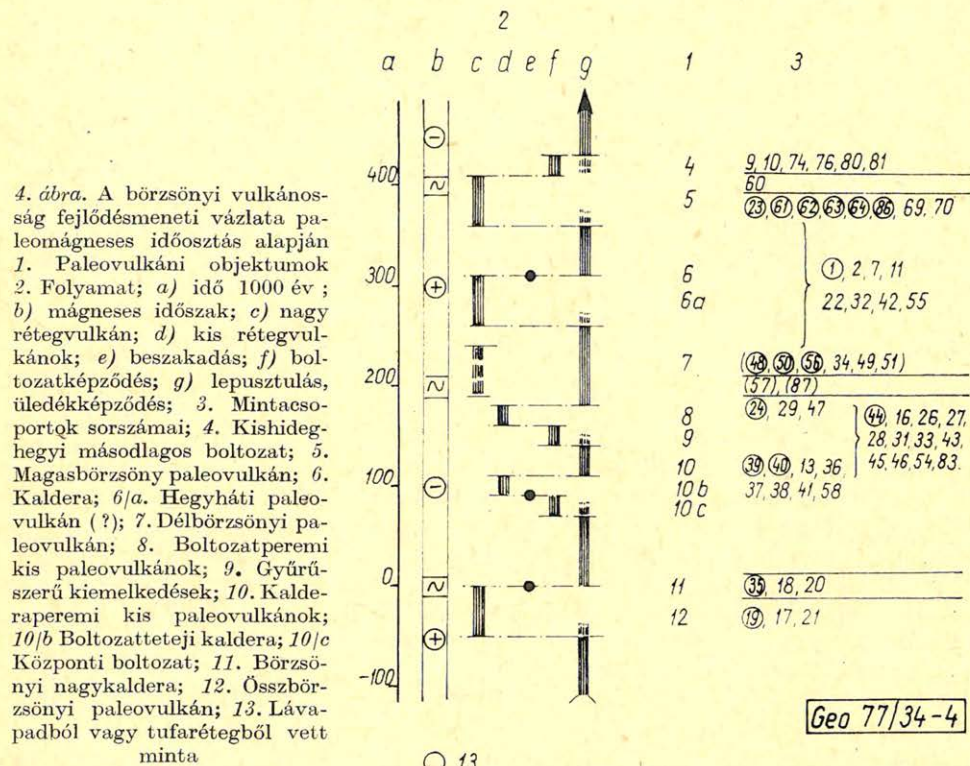 2
a b c d e f g 1 3
400
300
200
100
0
-100
4 9, 10, 74, 76, 80, 81
60
5 23, 61, 62, 63, 64, 86, 69, 70
6 1, 2, 7, 11
6a 22, 32, 42, 55
7 (48, 50, 56, 34, 49, 51)
(57), (87)
8 24, 29, 47 44, 16, 26, 27,
9 28, 31, 33, 43,
10 39, 40, 13, 36, 45, 46, 54, 83.
10 b 37, 38, 41, 58
10 c
11 35, 18, 20
12 19, 17, 21
Geo 77/34-4
13
4. ábra. A börzsönyi vulkános-
ság fejlődésmeneti vázlata pa-
leomágneses időosztás alapján
1. Paleovulkáni objektumok
2. Folyamat; a) idő 1000 év ;
b) mágneses időszak; c) nagy
rétegvulkán; d) kis rétegvul-
kánok; e) beszakadás; f) bol-
tozatképződés; g) lepusztulás,
üledékképződés; 3. Mintacso-
portok sorszámai; 4. Kishideg-
hegyi másodlagos boltozat; 5.
Magasbörzsöny paleovulkán; 6.
Kaldera; 6/a. Hegyháti paleo-
vulkán (?); 7. Délbörzsönyi pa-
leovulkán; 8. Boltozatperemi
kis paleovulkánok; 9. Gyűrű-
szerű kiemelkedések; 10. Kalde-
raperemi kis paleovulkánok;
10/b Boltozatteteji kaldera; 10/c
Központi boltozat; 11. Börzsö-
nyi nagykaldera; 12. Összbör-
zsönyi paleovulkán; 13. Láva-
padból vagy tufarétegből vett
minta